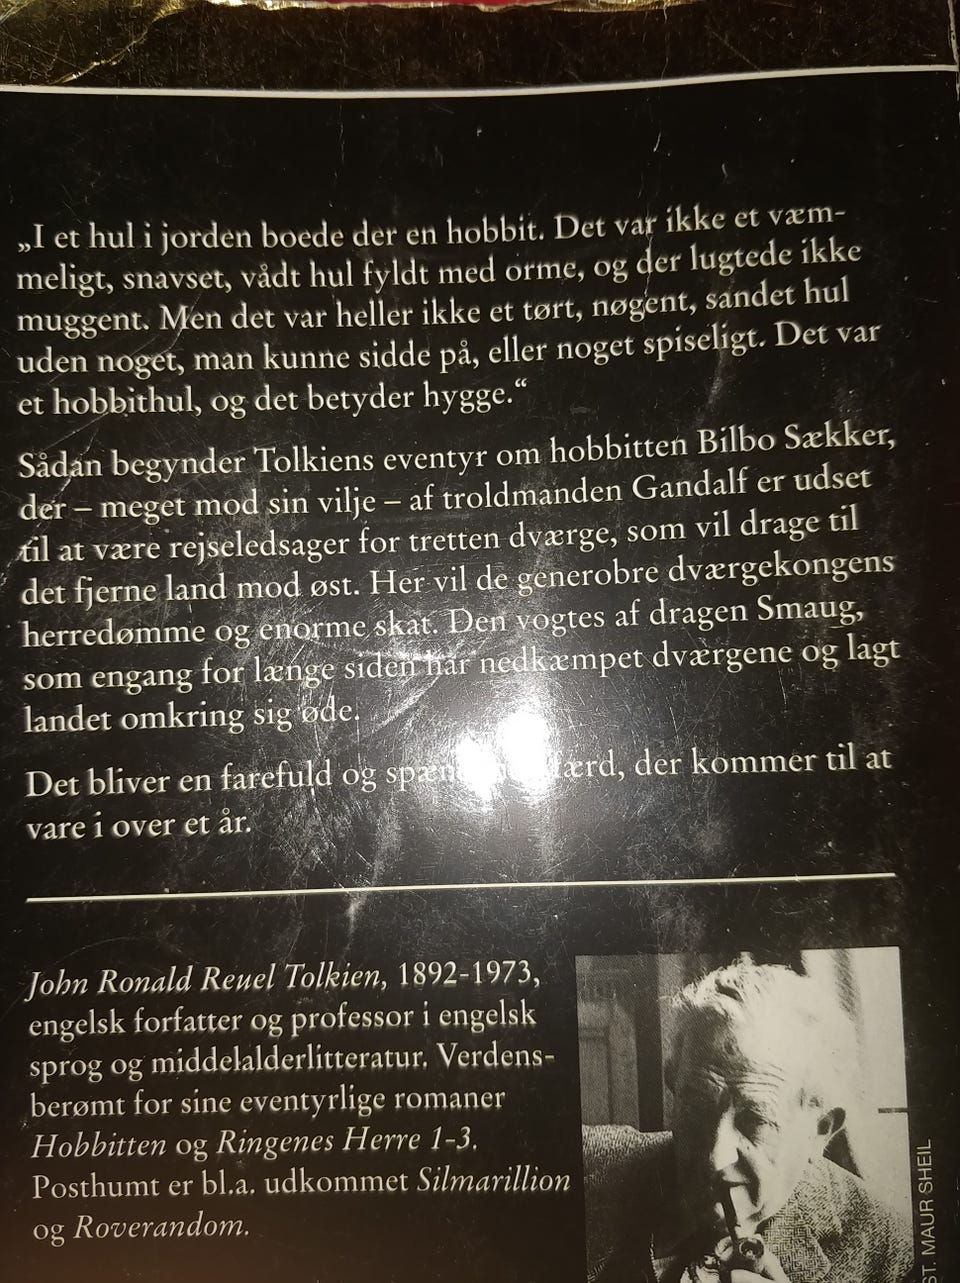 „I et hul i jorden boede der en hobbit. Det var ikke et væm-
meligt, snavset, vådt hul fyldt med orme, og der lugtede ikke
muggent. Men det var heller ikke et tørt, nøgent, sandet hul
uden noget, man kunne sidde på, eller noget spiseligt. Det var
et hobbithul, og det betyder hygge.“
Sådan begynder Tolkiens eventyr om hobbitten Bilbo Sækker,
der – meget mod sin vilje – af troldmanden Gandalf er udset
til at være rejseledsager for tretten dværge, som vil drage til
det fjerne land mod øst. Her vil de generobre dværgekongens
herredømme og enorme skat. Den vogtes af dragen Smaug,
som engang for længe siden har nedkæmpet dværgene og lagt
landet omkring sig øde.
Det bliver en farefuld og der kommer til at
vare i over et år.
John Ronald Reuel Tolkien, 1892-1973,
engelsk forfatter og professor i engelsk
sprog og middelalderlitteratur. Verdens-
berømt for sine eventyrlige romaner
Hobbitten og Ringenes Herre 1-3.
Posthumt er bl.a. udkommet Silmarillion
og Roverandom.
ST. MAUR SHEIL